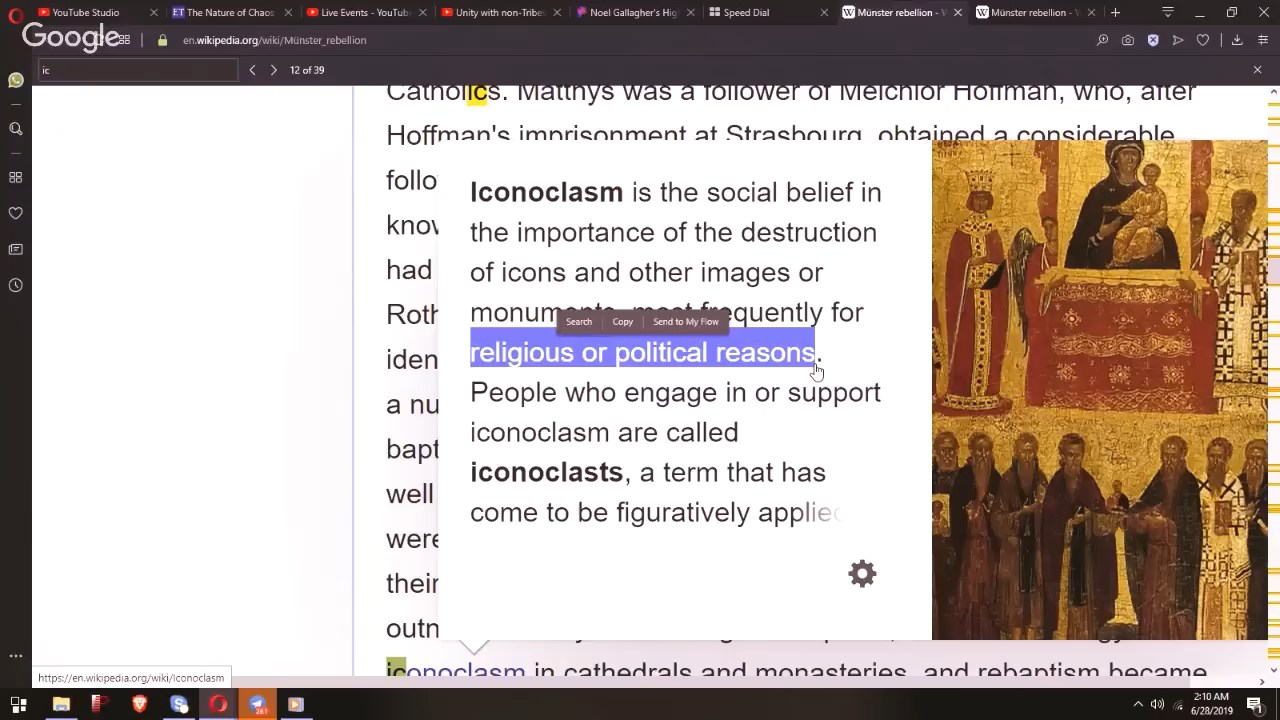 YouTube Studio
The Nature of Chaos
Live Events - YouTube
Unity with non-Tribes
Noel Gallagher's High
Speed Dial
Münster rebellion -
Münster rebellion - W
Google
en.wikipedia.org/wiki/Münster_rebellion
ic
12 of 39
Catholics. Matthys was a follower of Melchior Hoffman, who, after
Hoffman's imprisonment at Strasbourg, obtained a considerable
follo
know
had
Roth
iden
a nu
bapt
well
were
their
outn
Iconoclasm is the social belief in
the importance of the destruction
of icons and other images or
monuments, most frequently for
Search
Copy
Send to My Flow
religious or political reasons.
People who engage in or support
iconoclasm are called
iconoclasts, a term that has
come to be figuratively applied
iconoclasm in cathedrals and monasteries, and rebaptism became
https://en.wikipedia.org/wiki/Iconoclasm
2:10 AM
6/28/2019